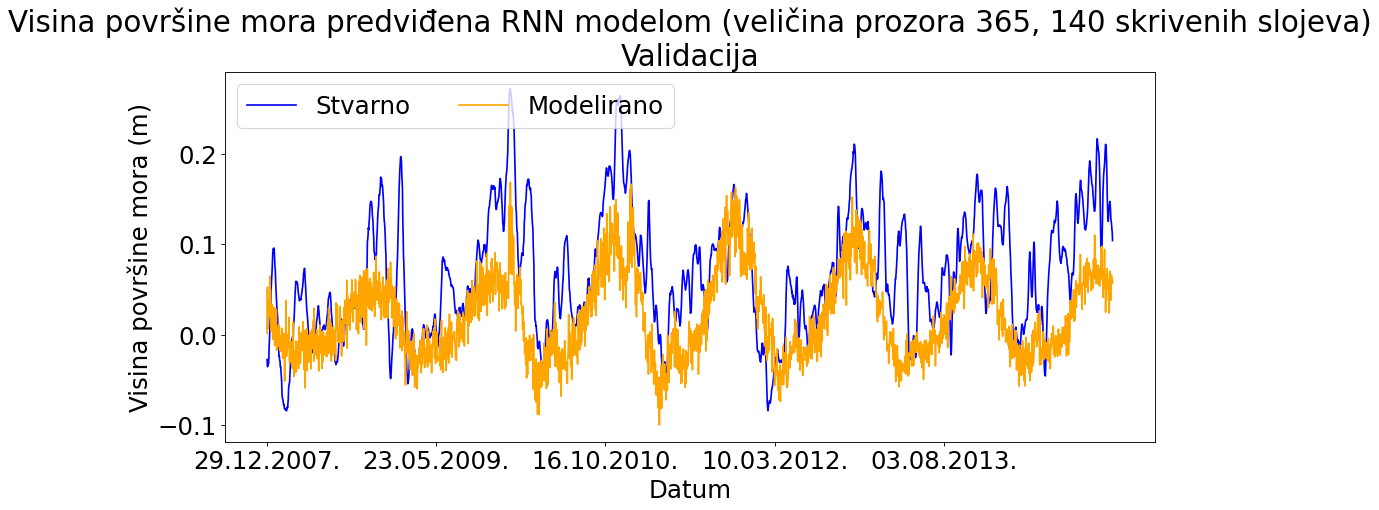 Visina površine mora predviđena RNN modelom (veličina prozora 365, 140 skrivenih slojeva)
Validacija
Stvarno
Modelirano
Visina površine mora (m)
0.2
0.1
0.0
−0.1
29.12.2007.
23.05.2009.
16.10.2010.
10.03.2012.
03.08.2013.
Datum